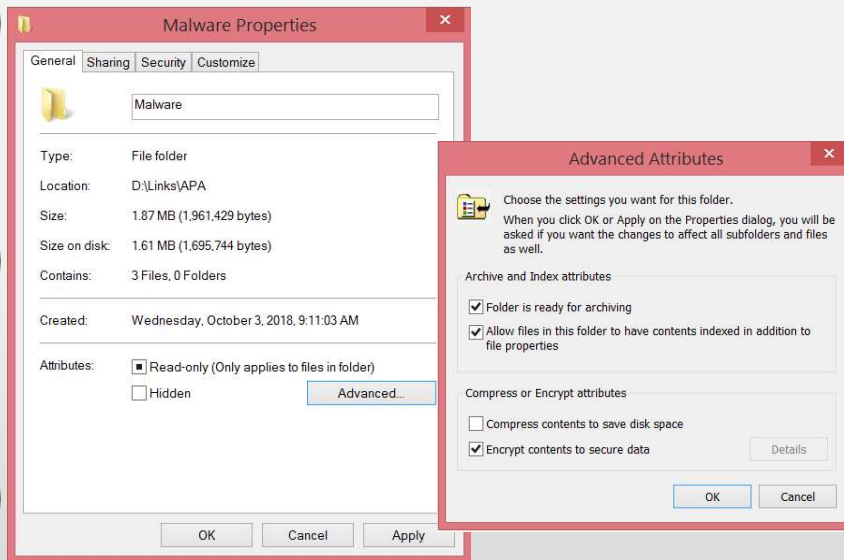 Malware Properties
General
Sharing
Security
Customize
Malware
Type: File folder
Location: D:\Links\APA
Size: 1.87 MB (1,961,429 bytes)
Size on disk: 1.61 MB (1,695,744 bytes)
Contains: 3 Files, 0 Folders
Created: Wednesday, October 3, 2018, 9:11:03 AM
Attributes: Read-only (Only applies to files in folder)
Hidden
Advanced...
OK
Cancel
Apply
Advanced Attributes
Choose the settings you want for this folder.
When you click OK or Apply on the Properties dialog, you will be
asked if you want the changes to affect all subfolders and files
as well.
Archive and Index attributes
Folder is ready for archiving
Allow files in this folder to have contents indexed in addition to
file properties
Compress or Encrypt attributes
Compress contents to save disk space
Encrypt contents to secure data
Details
OK
Cancel